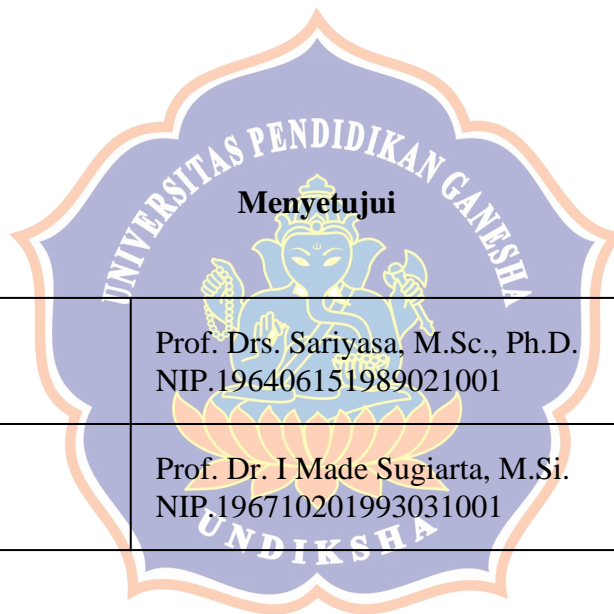 UNIVERSITAS PENDIDIKAN GANESHA
Menyetujui
Prof. Drs. Sariyasa, M.Sc., Ph.D.
NIP.196406151989021001
Prof. Dr. I Made Sugiarta, M.Si.
NIP.196710201993031001
UNDIKSHA